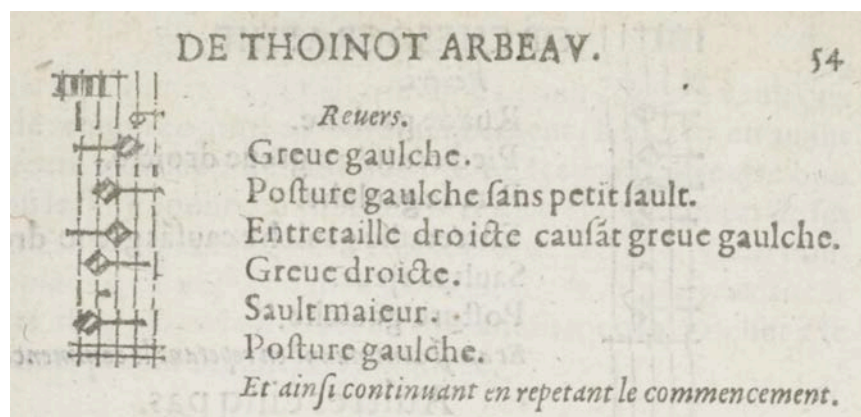 DE THOINOT ARBEAV. 54
Reuers.
Greue gaulche.
Poſture gaulche ſans petit ſault.
Entretaille droicte cauſãt greue gaulche.
Greue droicte.
Sault maieur.
Poſture gaulche.
Et ainſi continuant en repetant le commencement.